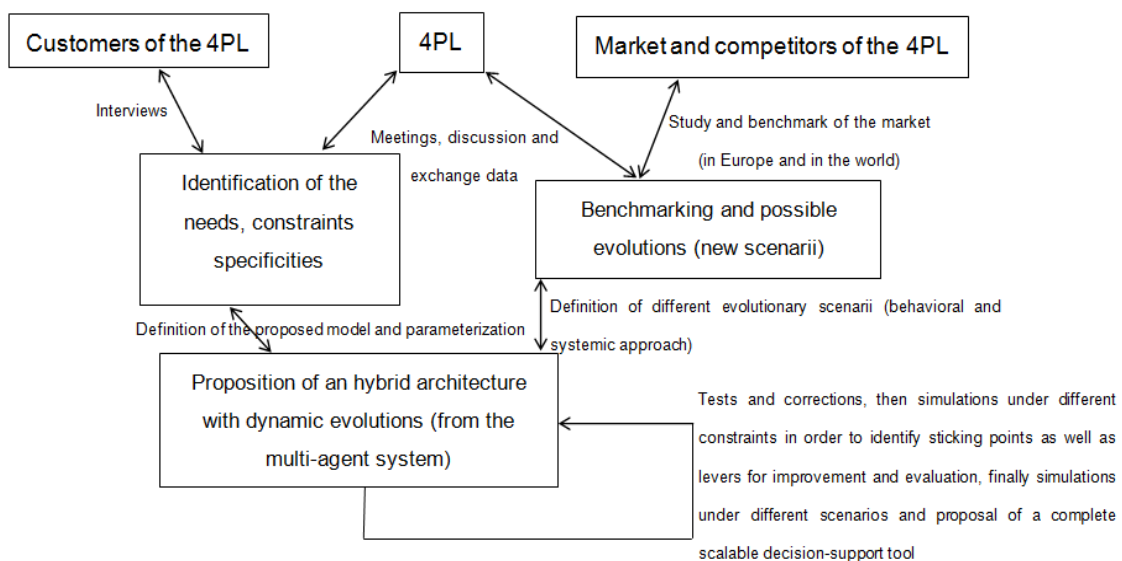 Customers of the 4PL
4PL
Market and competitors of the 4PL
Interviews
Meetings, discussion and
exchange data
Study and benchmark of the market
(in Europe and in the world)
Identification of the
needs, constraints
specificities
Benchmarking and possible
evolutions (new scenarii)
Definition of the proposed model and parameterization
Definition of different evolutionary scenarii (behavioral and
systemic approach)
Proposition of an hybrid architecture
with dynamic evolutions (from the
multi-agent system)
Tests and corrections, then simulations under different
constraints in order to identify sticking points as well as
levers for improvement and evaluation, finally simulations
under different scenarios and proposal of a complete
scalable decision-support tool